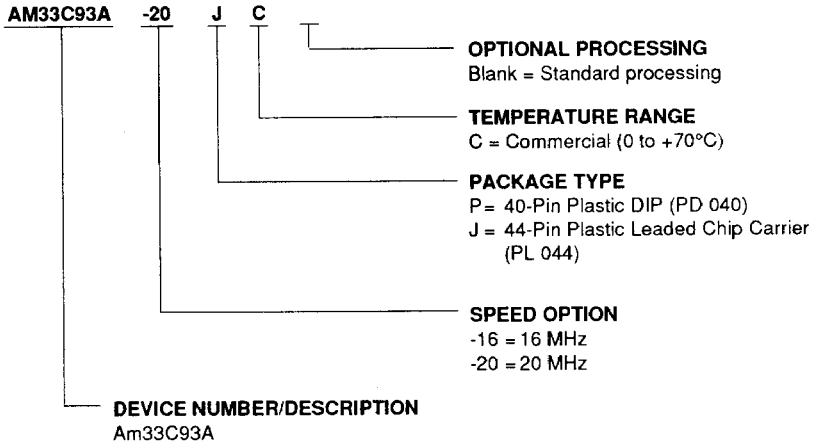 AM33C93A -20 J C
OPTIONAL PROCESSING
Blank = Standard processing
TEMPERATURE RANGE
C = Commercial (0 to +70°C)
PACKAGE TYPE
P = 40-Pin Plastic DIP (PD 040)
J = 44-Pin Plastic Leaded Chip Carrier
(PL 044)
SPEED OPTION
-16 = 16 MHz
-20 = 20 MHz
DEVICE NUMBER/DESCRIPTION
Am33C93A